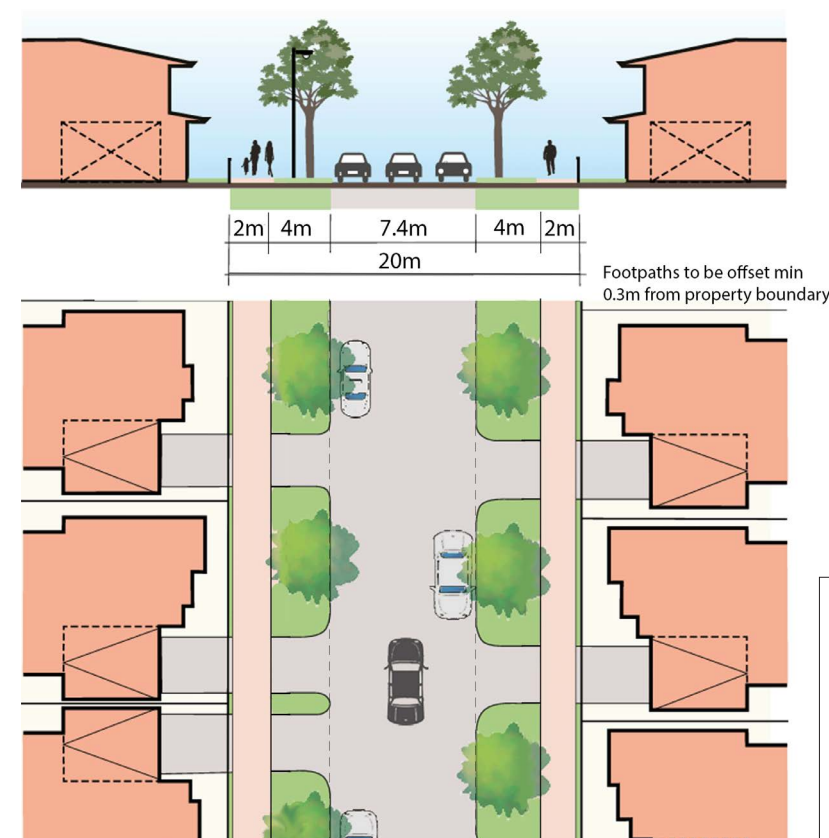 2m 4m 7.4m 4m 2m
20m
Footpaths to be offset min
0.3m from property boundary